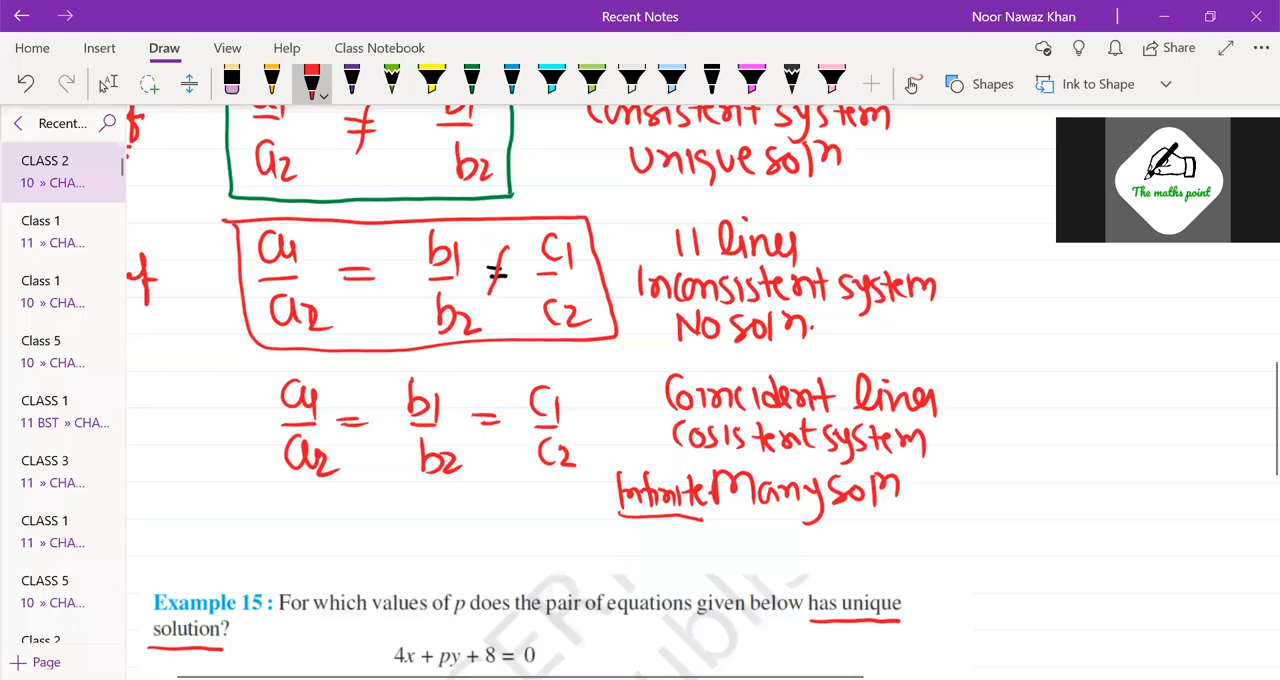 Recent Notes
Noor Nawaz Khan
Home Insert Draw View Help Class Notebook
Share
Shapes
Ink to Shape
Recent...
CLASS 2
10 » CHA...
Class 1
11 » CHA...
Class 1
10 » CHA...
Class 5
10 » CHA...
CLASS 1
11 BST » CHA...
CLASS 3
11 » CHA...
CLASS 1
11 » CHA...
CLASS 5
10 » CHA...
Class 2
Page
The maths point
a1/a2 ≠ b1/b2
Consistent system
Unique soln
if
a1/a2 = b1/b2 ≠ c1/c2
|| lines
Inconsistent system
No soln.
a1/a2 = b1/b2 = c1/c2
Coincident lines
Cosistent system
Infinite Many soln
Example 15 : For which values of p does the pair of equations given below has unique
solution?
4x + py + 8 = 0